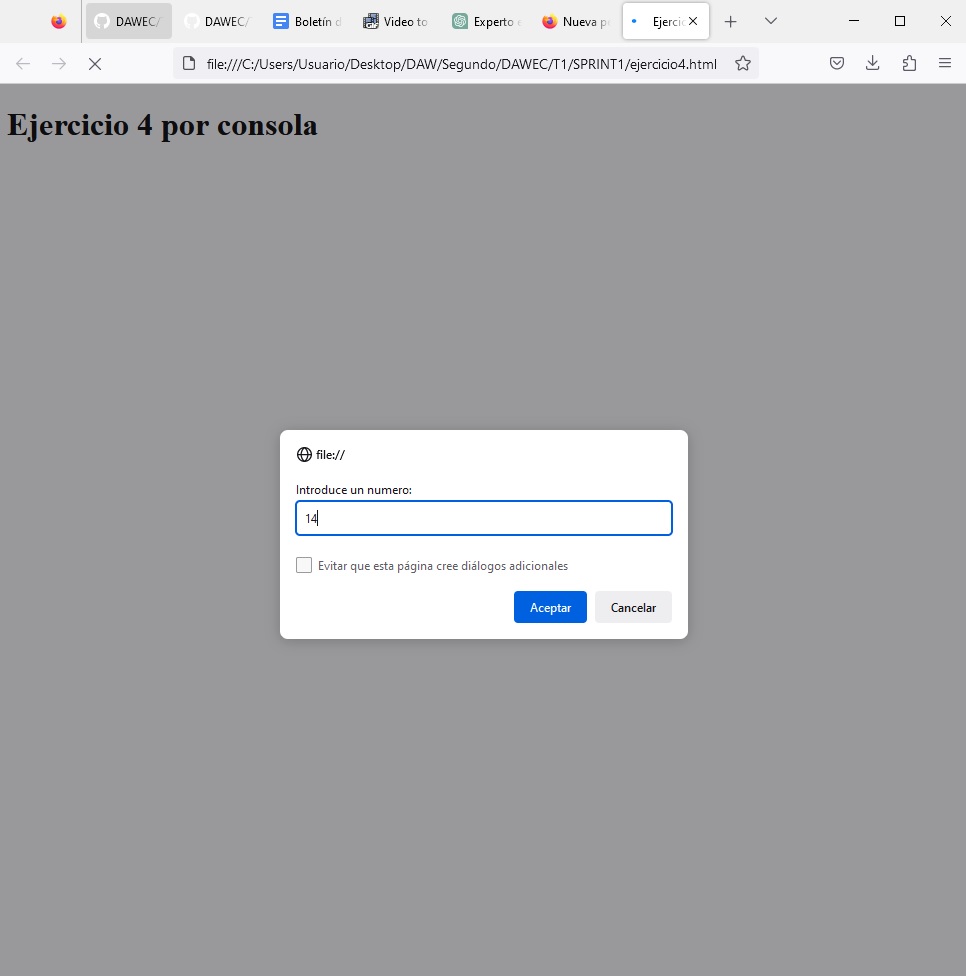 DAWEC/ DAWEC/ Boletín d Video to Experto e Nueva p Ejerci
file:///C:/Users/Usuario/Desktop/DAW/Segundo/DAWEC/T1/SPRINT1/ejercicio4.html
Ejercicio 4 por consola
file://
Introduce un numero:
14
Evitar que esta página cree diálogos adicionales
Aceptar Cancelar